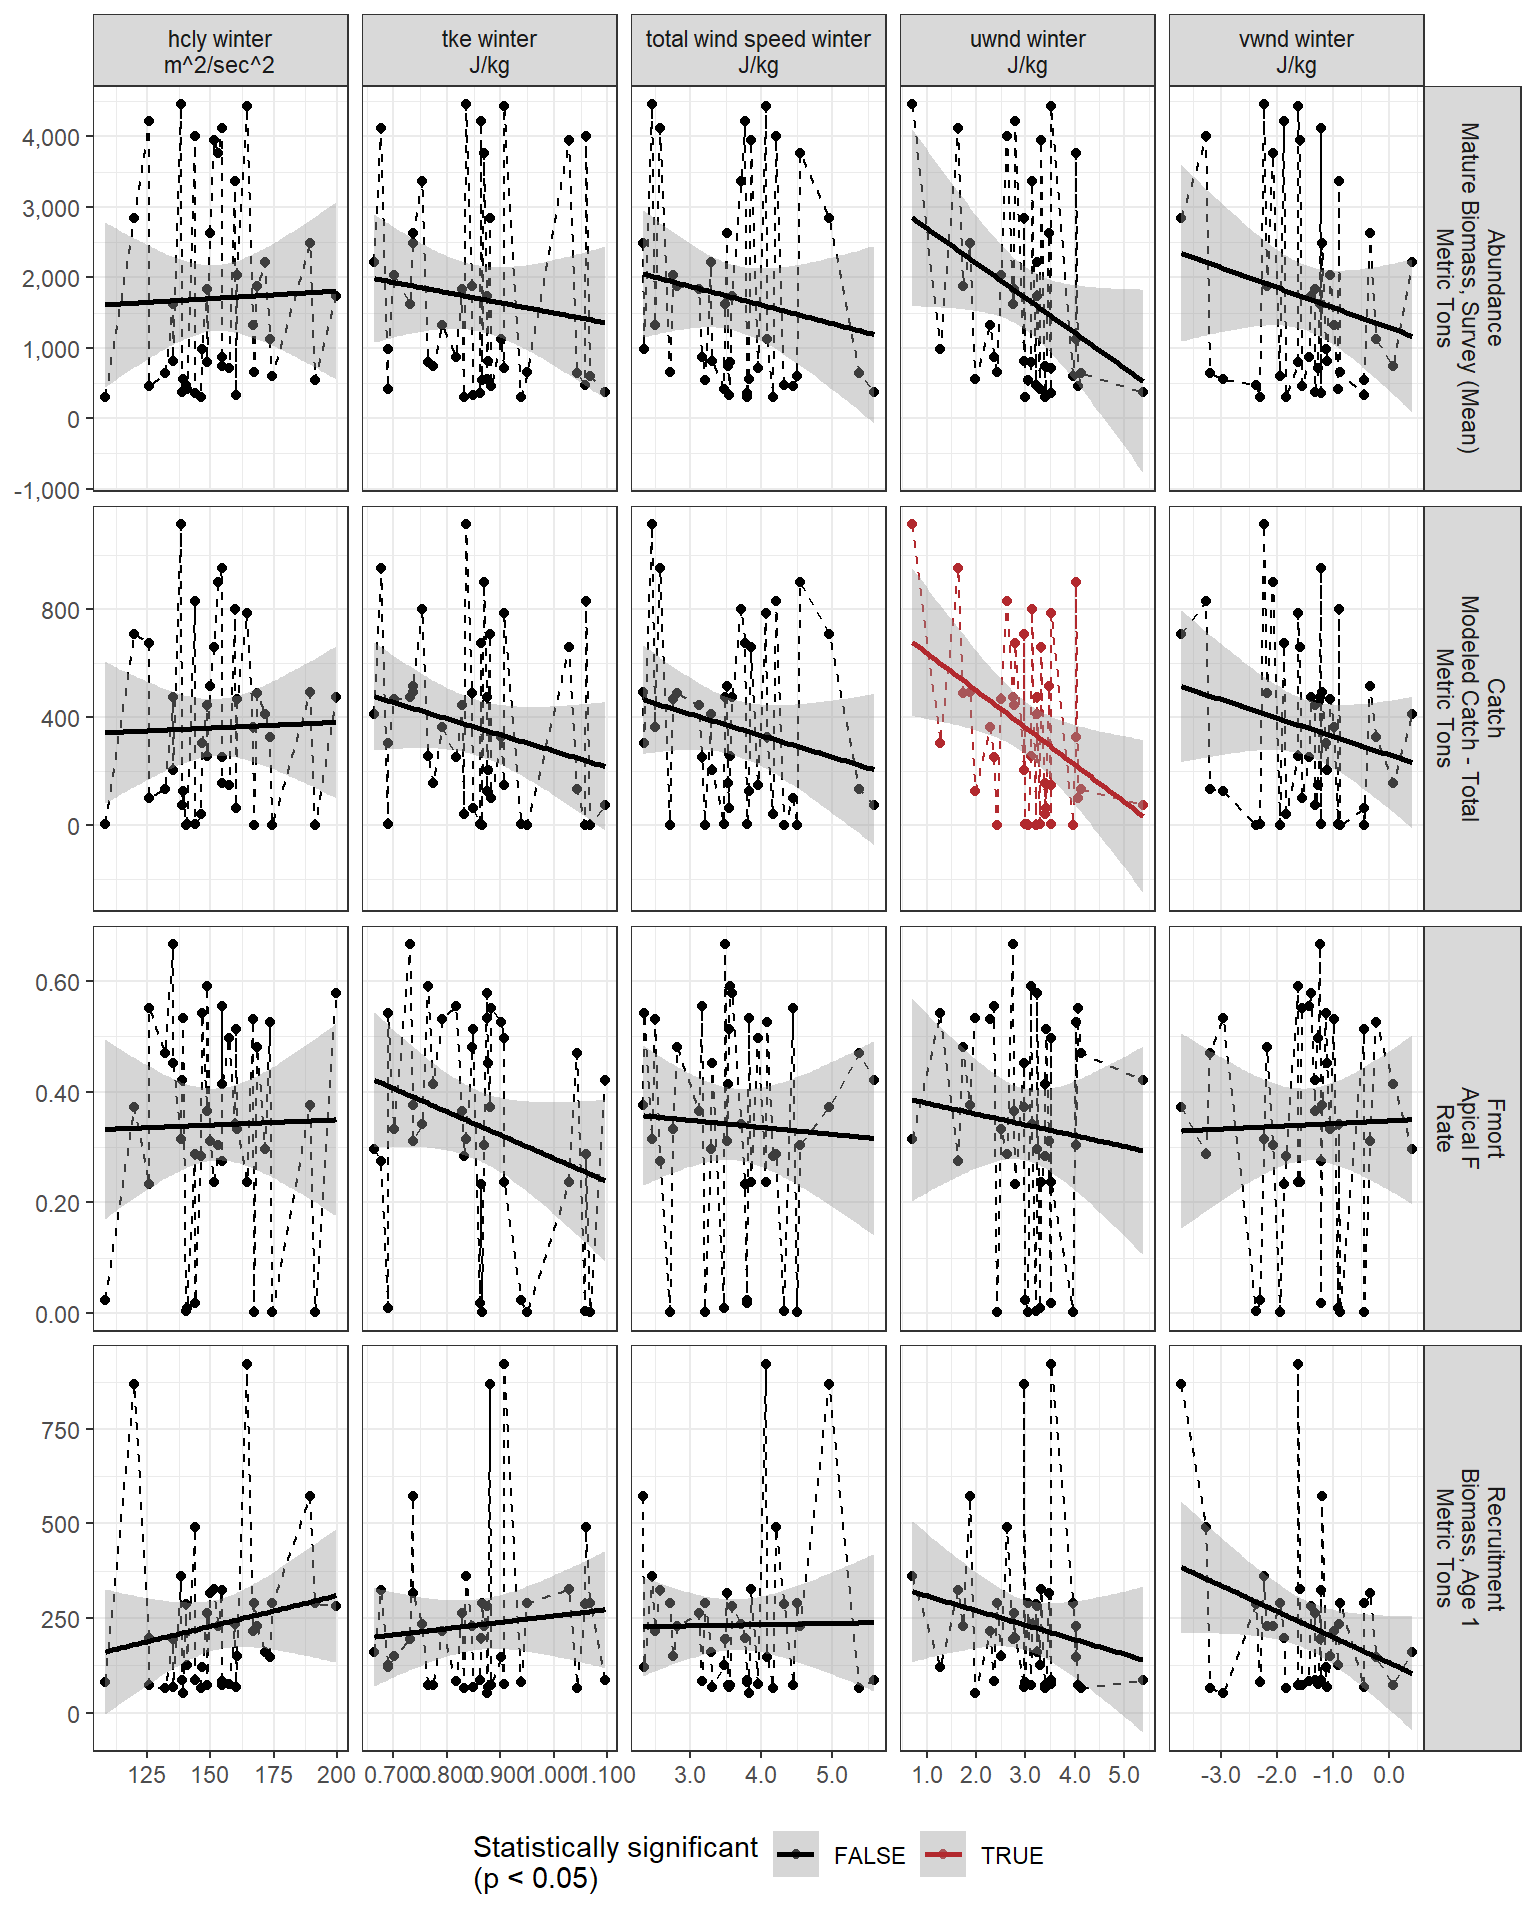 hcly winter
m^2/sec^2
tke winter
J/kg
total wind speed winter
J/kg
uwnd winter
J/kg
vwnd winter
J/kg
4,000
3,000
2,000
1,000
0
-1,000
Abundance
Mature Biomass, Survey (Mean)
Metric Tons
800
400
0
Catch
Modeled Catch - Total
Metric Tons
0.60
0.40
0.20
0.00
Fmort
Apical F
Rate
750
500
250
0
Recruitment
Biomass, Age 1
Metric Tons
125 150 175 200
0.700 0.800 0.900 1.000 1.100
3.0 4.0 5.0
1.0 2.0 3.0 4.0 5.0
-3.0 -2.0 -1.0 0.0
Statistically significant
(p < 0.05)
FALSE
TRUE